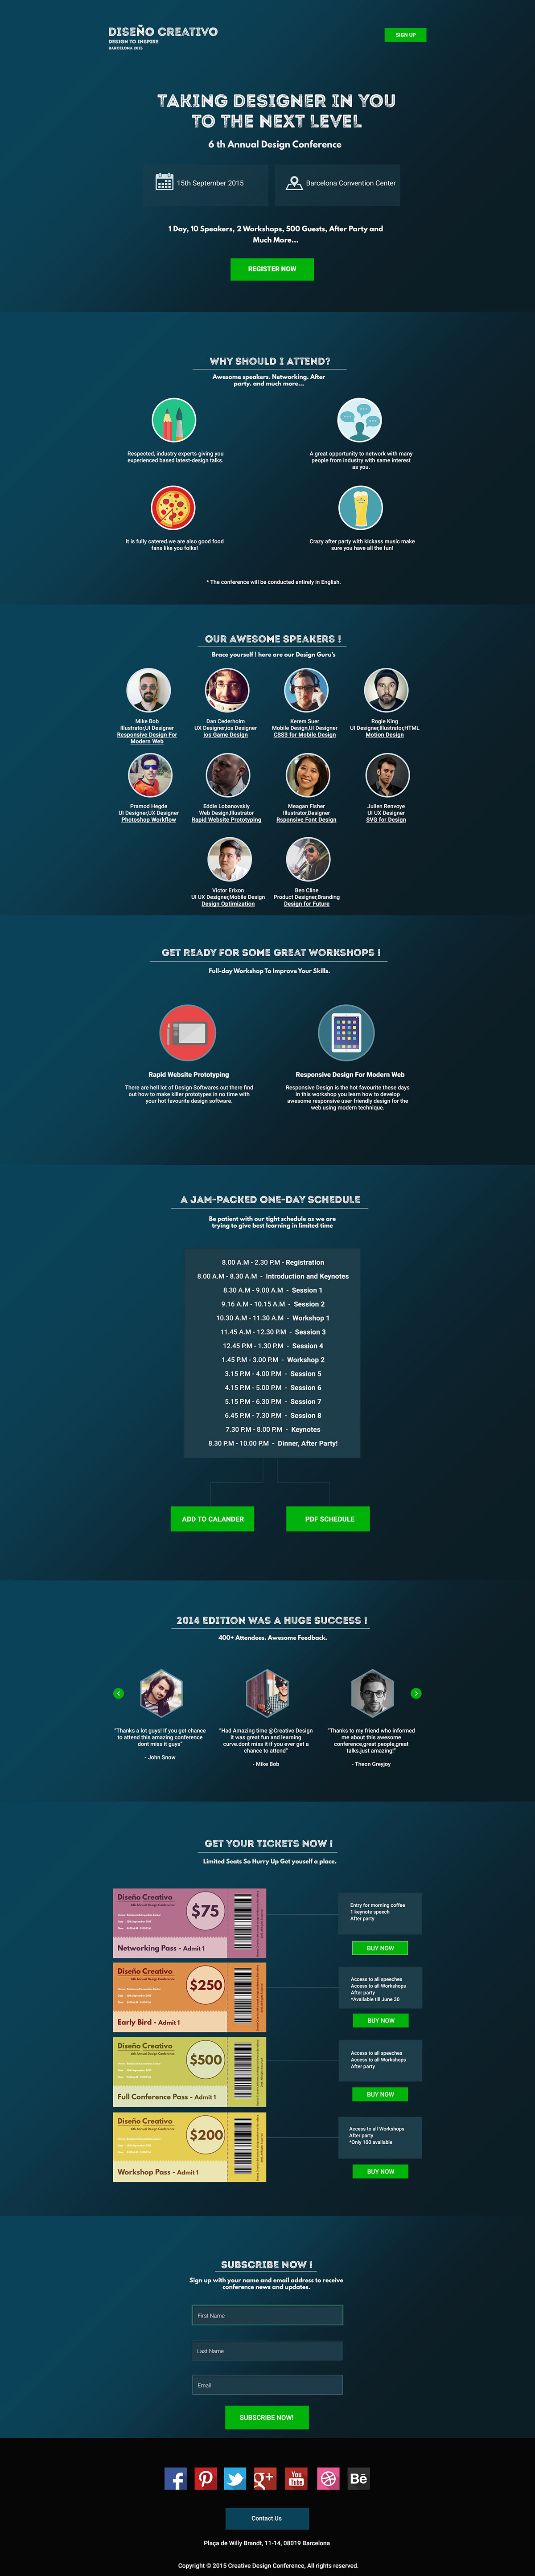 DISEÑO CREATIVO
DESIGN TO INSPIRE
BARCELONA 2015
SIGN UP
TAKING DESIGNER IN YOU
TO THE NEXT LEVEL
6 th Annual Design Conference
15th September 2015
Barcelona Convention Center
1 Day, 10 Speakers, 2 Workshops, 500 Guests, After Party and
Much More...
REGISTER NOW
WHY SHOULD I ATTEND?
Awesome speakers. Networking. After
party. and much more...
Respected, industry experts giving you
experienced based latest-design talks.
A great opportunity to network with many
people from industry with same interest
as you.
It is fully catered.we are also good food
fans like you folks!
Crazy after party with kickass music make
sure you have all the fun!
* The conference will be conducted entirely in English.
OUR AWESOME SPEAKERS !
Brace yourself ! here are our Design Guru's
Mike Bob
Illustrator,UI Designer
Responsive Design For
Modern Web
Dan Cederholm
UX Designer,ios Designer
ios Game Design
Kerem Suer
Mobile Design,UI Designer
CSS3 for Mobile Design
Rogie King
UI Designer,Illustrator,HTML
Motion Design
Pramod Hegde
UI Designer,UX Designer
Photoshop Workflow
Eddie Lobanovskiy
Web Design,Illustrator
Rapid Website Prototyping
Meagan Fisher
Illustrator,Designer
Rsponsive Font Design
Julien Renvoye
UI UX Designer
SVG for Design
Victor Erixon
UI UX Designer,Mobile Design
Design Optimization
Ben Cline
Product Designer,Branding
Design for Future
GET READY FOR SOME GREAT WORKSHOPS !
Full-day Workshop To Improve Your Skills.
Rapid Website Prototyping
There are hell lot of Design Softwares out there find
out how to make killer prototypes in no time with
your hot favourite design software.
Responsive Design For Modern Web
Responsive Design is the hot favourite these days
in this workshop you learn how to develop
awesome responsive user friendly design for the
web using modern technique.
A JAM-PACKED ONE-DAY SCHEDULE
Be patient with our tight schedule as we are
trying to give best learning in limited time
8.00 A.M - 2.30 P.M - Registration
8.00 A.M - 8.30 A.M - Introduction and Keynotes
8.30 A.M - 9.00 A.M - Session 1
9.16 A.M - 10.15 A.M - Session 2
10.30 A.M - 11.30 A.M - Workshop 1
11.45 A.M - 12.30 P.M - Session 3
12.45 P.M - 1.30 P.M - Session 4
1.45 P.M - 3.00 P.M - Workshop 2
3.15 P.M - 4.00 P.M - Session 5
4.15 P.M - 5.00 P.M - Session 6
5.15 P.M - 6.30 P.M - Session 7
6.45 P.M - 7.30 P.M - Session 8
7.30 P.M - 8.00 P.M - Keynotes
8.30 P.M - 10.00 P.M - Dinner, After Party!
ADD TO CALANDER
PDF SCHEDULE
2014 EDITION WAS A HUGE SUCCESS !
400+ Attendees. Awesome Feedback.
"Thanks a lot guys! If you get chance
to attend this amazing conference
dont miss it guys"
- John Snow
"Had Amazing time @Creative Design
it was great fun and learning
curve.dont miss it if you ever get a
chance to attend"
- Mike Bob
"Thanks to my friend who informed
me about this awesome
conference,great people,great
talks.just amazing!"
- Theon Greyjoy
GET YOUR TICKETS NOW !
Limited Seats So Hurry Up Get youself a place.
Diseño Creativo
6th Annual Design Conference
$75
Networking Pass - Admit 1
Entry for morning coffee
1 keynote speech
After party
BUY NOW
Diseño Creativo
6th Annual Design Conference
$250
Early Bird - Admit 1
Access to all speeches
Access to all Workshops
After party
*Available till June 30
BUY NOW
Diseño Creativo
6th Annual Design Conference
$500
Full Conference Pass - Admit 1
Access to all speeches
Access to all Workshops
After party
BUY NOW
Diseño Creativo
6th Annual Design Conference
$200
Workshop Pass - Admit 1
Access to all Workshops
After party
*Only 100 available
BUY NOW
SUBSCRIBE NOW !
Sign up with your name and email address to receive
conference news and updates.
First Name
Last Name
Email
SUBSCRIBE NOW!
f
g+
You
Tube
Bē
Contact Us
Plaça de Willy Brandt, 11-14, 08019 Barcelona
Copyright © 2015 Creative Design Conference, All rights reserved.